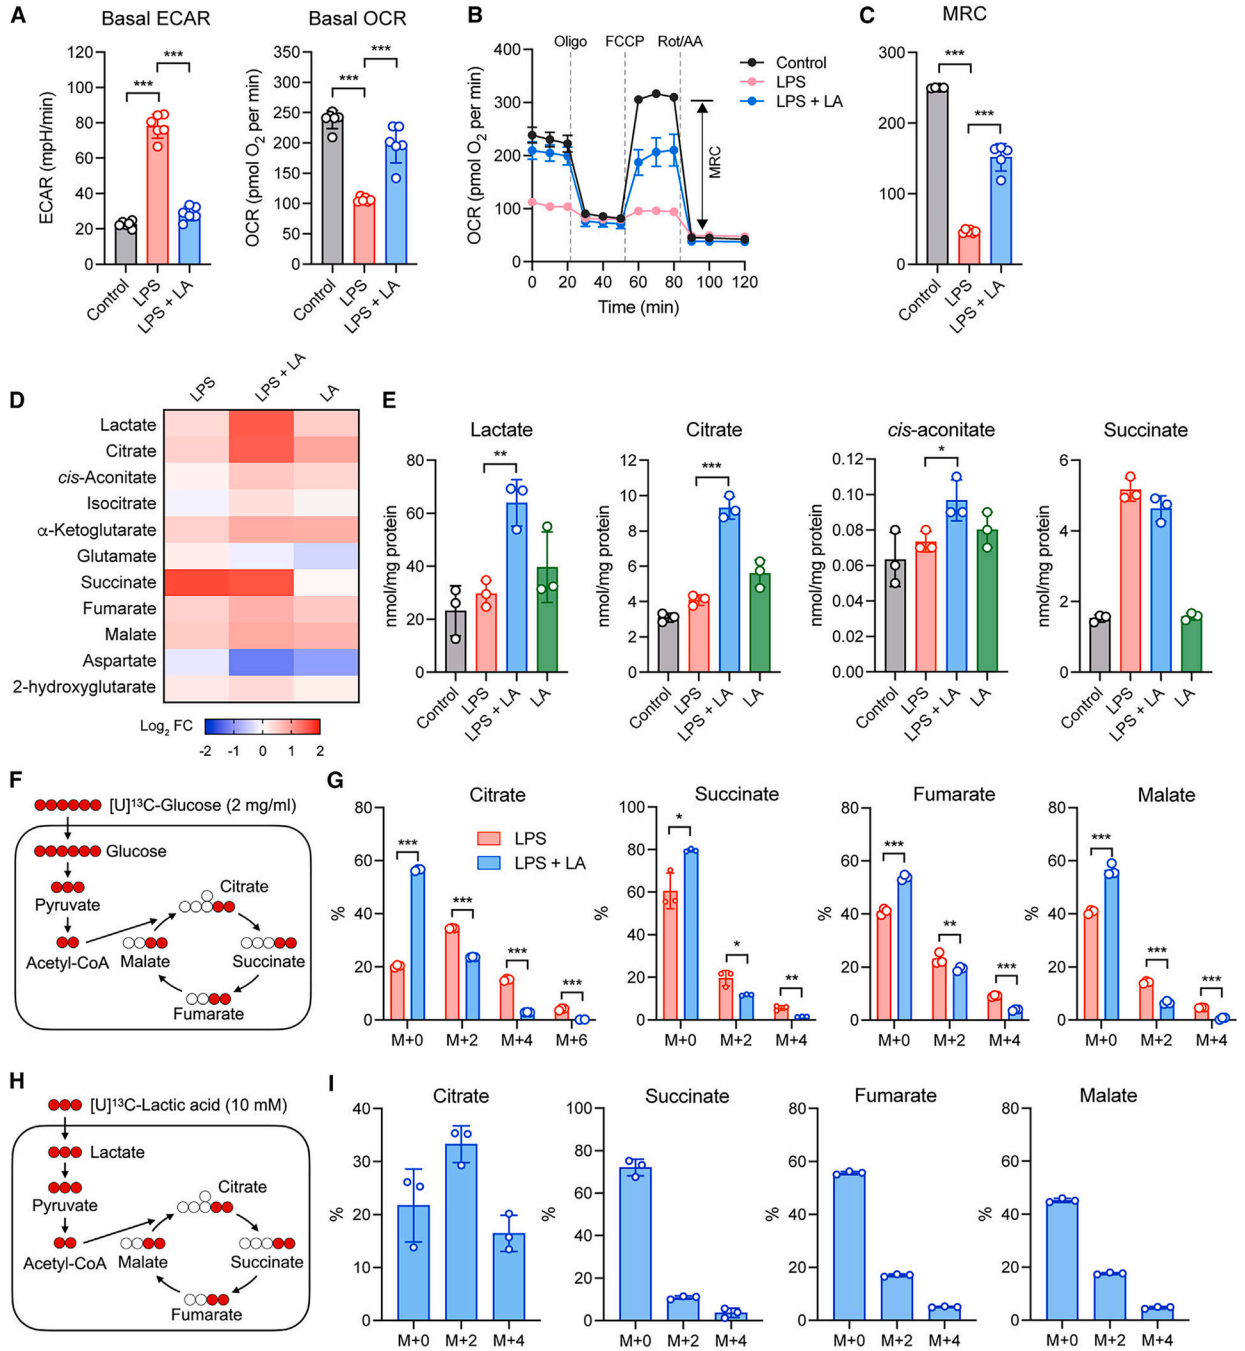 A
Basal ECAR
ECAR (mpH/min)
120
100
80
60
40
20
0
***
***
Control
LPS
LPS + LA
Basal OCR
OCR (pmol O2 per min)
350
300
250
200
150
100
50
0
***
***
Control
LPS
LPS + LA
B
Oligo
FCCP
Rot/AA
OCR (pmol O2 per min)
400
300
200
100
0
0
20
40
60
80
100
120
Time (min)
MRC
Control
LPS
LPS + LA
C
MRC
300
200
100
0
***
***
Control
LPS
LPS + LA
D
LPS
LPS + LA
LA
Lactate
Citrate
cis-Aconitate
Isocitrate
α-Ketoglutarate
Glutamate
Succinate
Fumarate
Malate
Aspartate
2-hydroxyglutarate
Log2 FC
-2
-1
0
1
2
E
Lactate
nmol/mg protein
80
60
40
20
0
**
Control
LPS
LPS + LA
LA
Citrate
nmol/mg protein
12
10
8
6
4
2
0
***
Control
LPS
LPS + LA
LA
cis-aconitate
nmol/mg protein
0.12
0.10
0.08
0.06
0.04
0.02
0.00
*
Control
LPS
LPS + LA
LA
Succinate
nmol/mg protein
6
4
2
0
Control
LPS
LPS + LA
LA
F
[U]13C-Glucose (2 mg/ml)
Glucose
Pyruvate
Acetyl-CoA
Citrate
Malate
Succinate
Fumarate
G
Citrate
%
80
60
40
20
0
***
***
***
***
M+0
M+2
M+4
M+6
LPS
LPS + LA
Succinate
%
100
80
60
40
20
0
*
*
**
M+0
M+2
M+4
Fumarate
%
80
60
40
20
0
***
**
***
M+0
M+2
M+4
Malate
%
80
60
40
20
0
***
***
***
M+0
M+2
M+4
H
[U]13C-Lactic acid (10 mM)
Lactate
Pyruvate
Acetyl-CoA
Citrate
Malate
Succinate
Fumarate
I
Citrate
%
40
30
20
10
0
M+0
M+2
M+4
Succinate
%
100
80
60
40
20
0
M+0
M+2
M+4
Fumarate
%
80
60
40
20
0
M+0
M+2
M+4
Malate
%
80
60
40
20
0
M+0
M+2
M+4